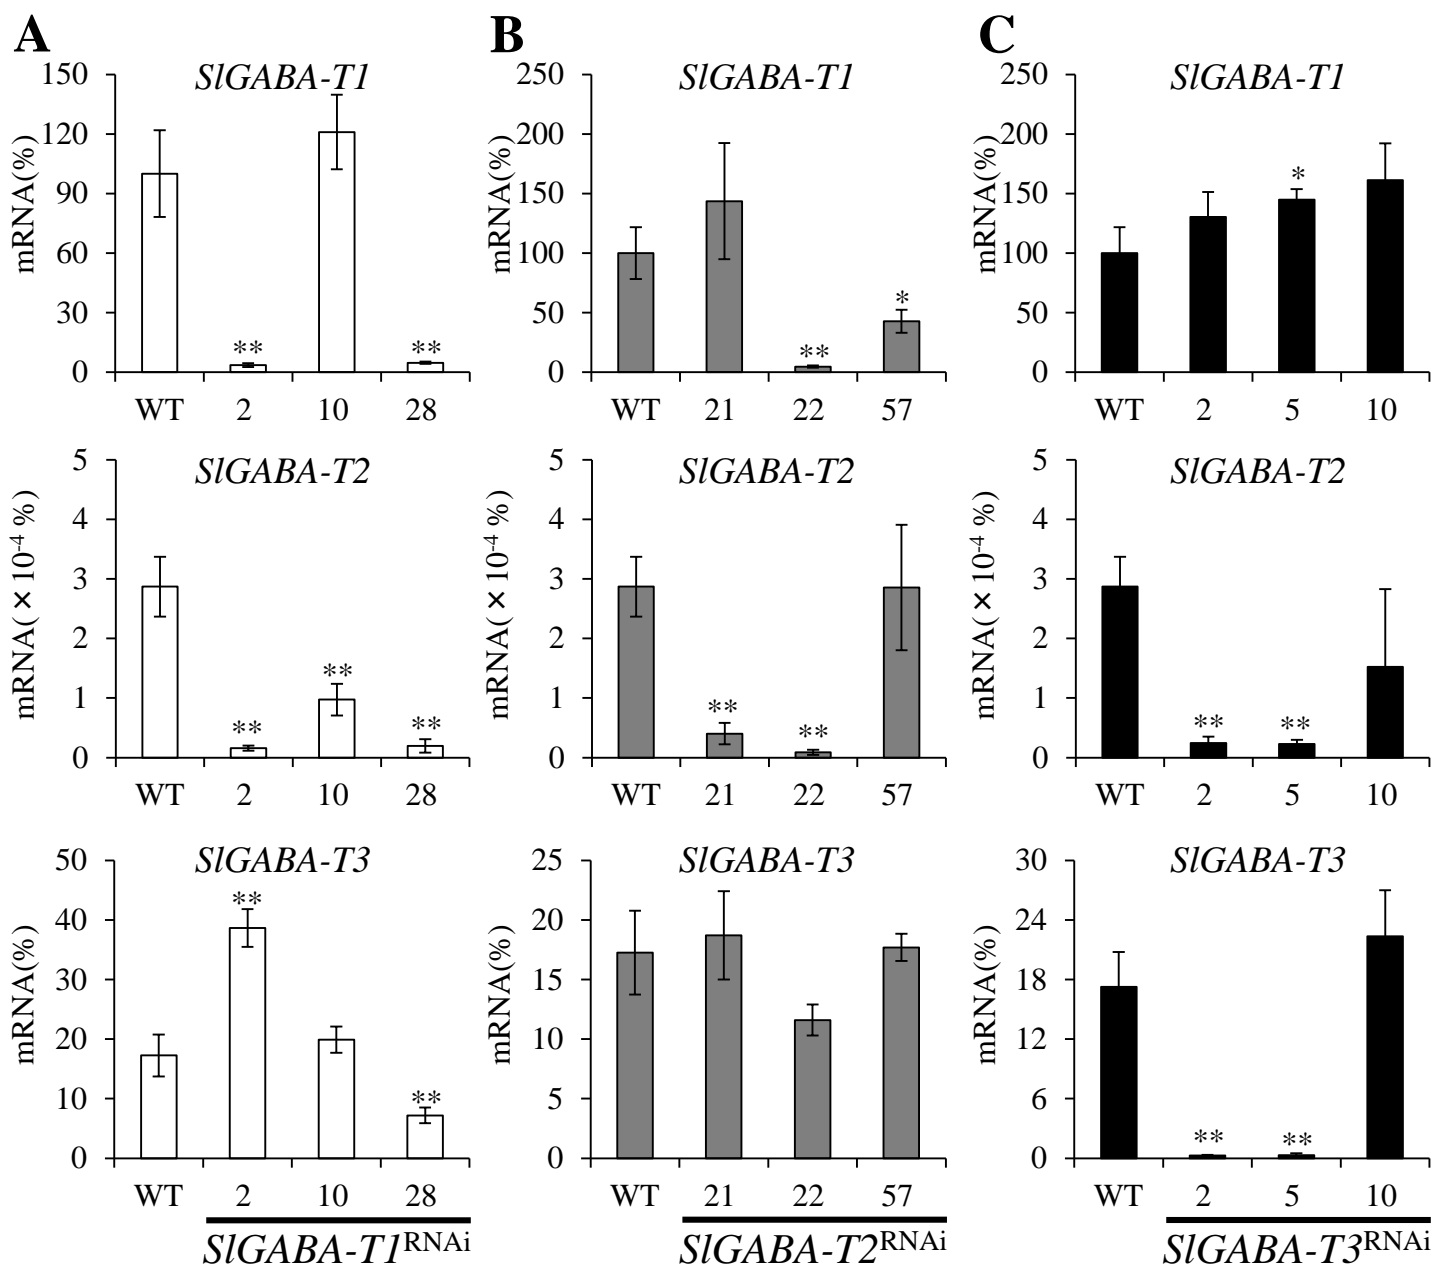 A B C
SlGABA-T1
150
120
90
60
30
0
mRNA(%)
**
**
WT 2 10 28
SlGABA-T1
250
200
150
100
50
0
mRNA(%)
**
*
WT 21 22 57
SlGABA-T1
250
200
150
100
50
0
mRNA(%)
*
WT 2 5 10
SlGABA-T2
5
4
3
2
1
0
mRNA(×10-4 %)
**
**
**
WT 2 10 28
SlGABA-T2
5
4
3
2
1
0
mRNA(×10-4 %)
**
**
WT 21 22 57
SlGABA-T2
5
4
3
2
1
0
mRNA(×10-4 %)
**
**
WT 2 5 10
SlGABA-T3
50
40
30
20
10
0
mRNA(%)
**
**
WT 2 10 28
SlGABA-T1RNAi
SlGABA-T3
25
20
15
10
5
0
mRNA(%)
WT 21 22 57
SlGABA-T2RNAi
SlGABA-T3
30
24
18
12
6
0
mRNA(%)
**
**
WT 2 5 10
SlGABA-T3RNAi